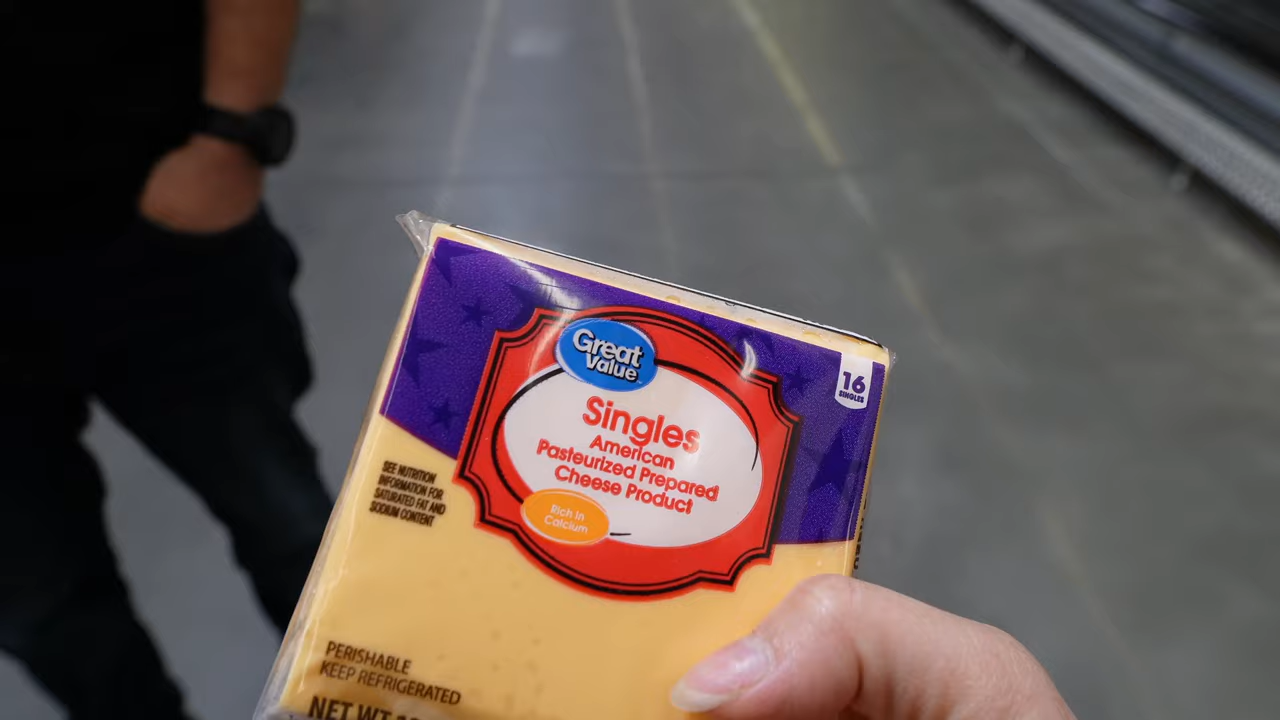 Great
Value
16
SINGLES
Singles
American
Pasteurized Prepared
Cheese Product
Rich in
Calcium
SEE NUTRITION
INFORMATION FOR
SATURATED FAT AND
SODIUM CONTENT
PERISHABLE
KEEP REFRIGERATED
NET WT